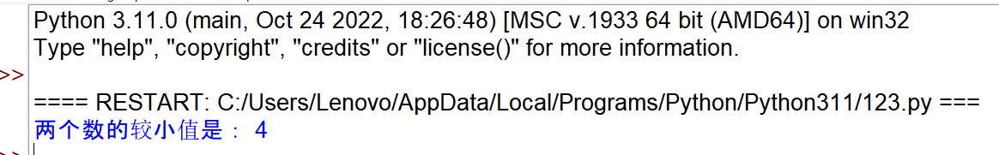 Python 3.11.0 (main, Oct 24 2022, 18:26:48) [MSC v.1933 64 bit (AMD64)] on win32
Type "help", "copyright", "credits" or "license()" for more information.
>>
==== RESTART: C:/Users/Lenovo/AppData/Local/Programs/Python/Python311/123.py ===
两个数的较小值是： 4
>>